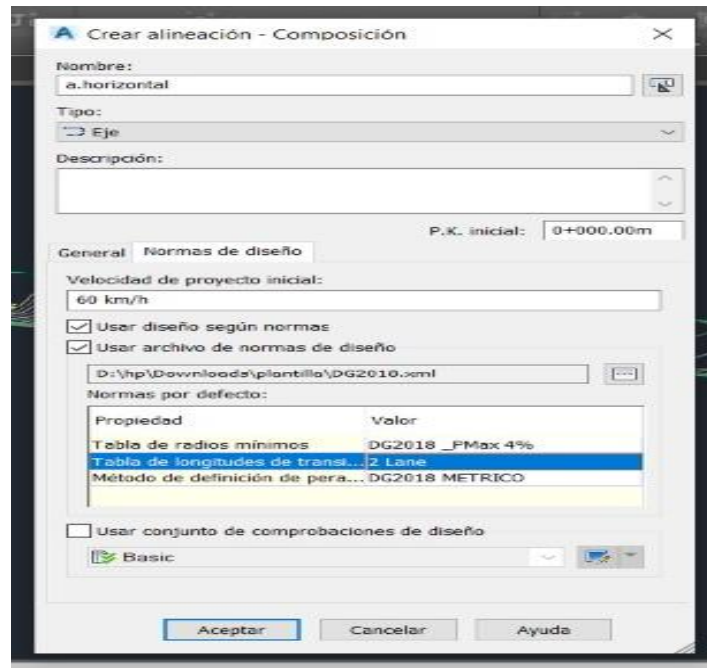 Crear alineación - Composición
Nombre:
a.horizontal
Tipo:
Eje
Descripción:
P.K. inicial: 0+000.00m
General Normas de diseño
Velocidad de proyecto inicial:
60 km/h
Usar diseño según normas
Usar archivo de normas de diseño
D:\hp\Downloads\plantilla\DG2010.xml
Normas por defecto:
Propiedad Valor
Tabla de radios mínimos DG2018 _PMax 4%
Tabla de longitudes de transi... 2 Lane
Método de definición de pera... DG2018 METRICO
Usar conjunto de comprobaciones de diseño
Basic
Aceptar Cancelar Ayuda